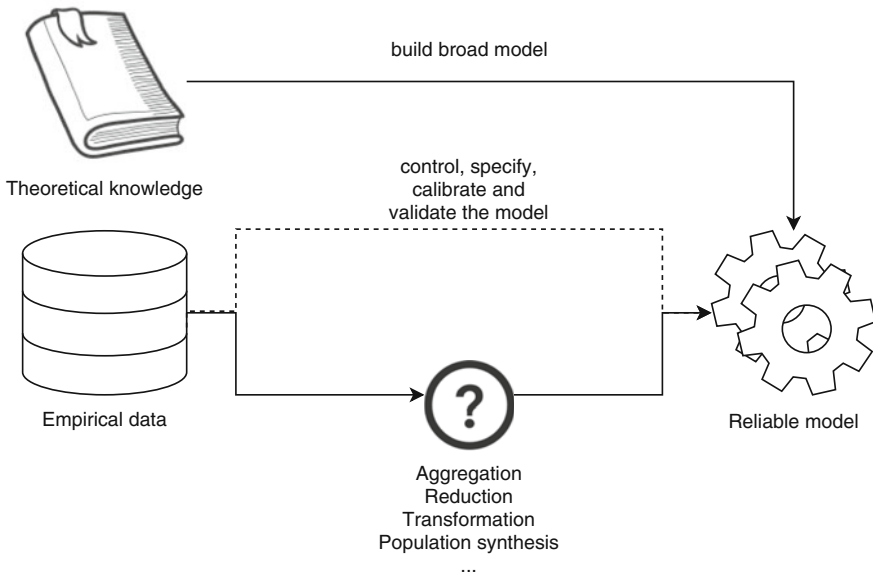 build broad model
Theoretical knowledge
control, specify,
calibrate and
validate the model
Empirical data
?
Reliable model
Aggregation
Reduction
Transformation
Population synthesis
...